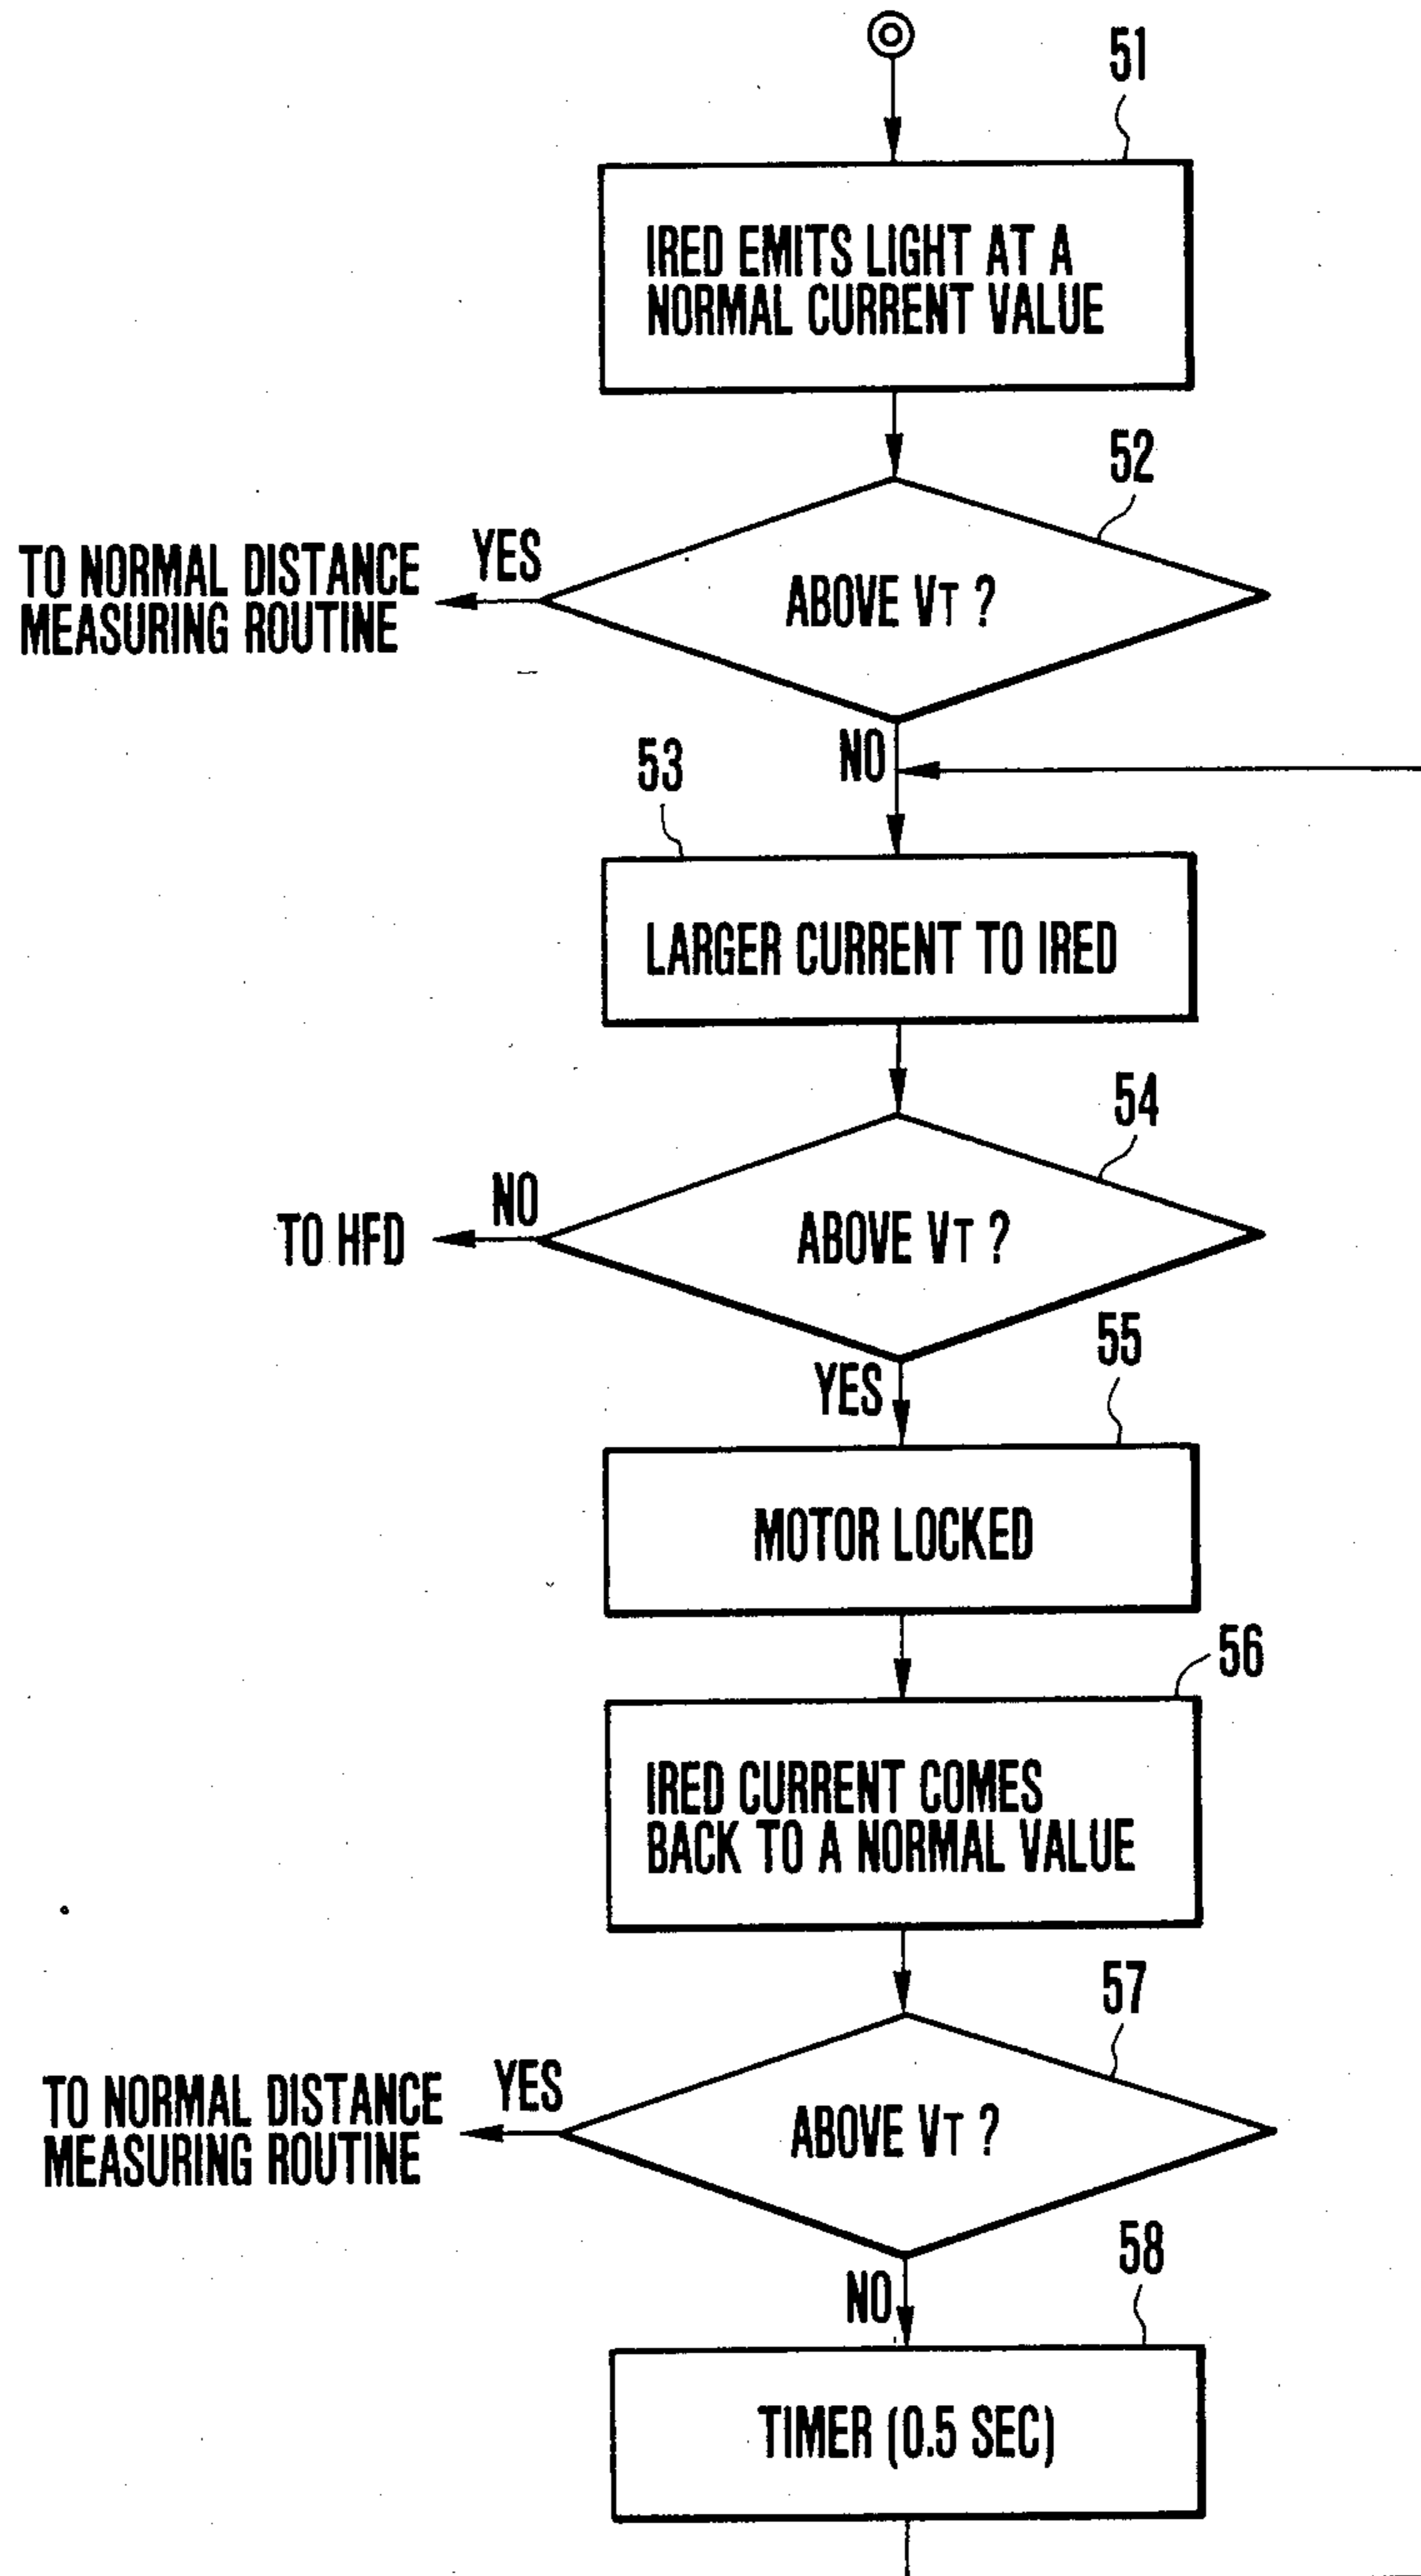 51
IRED EMITS LIGHT AT A
NORMAL CURRENT VALUE
52
YES
TO NORMAL DISTANCE
MEASURING ROUTINE
ABOVE VT ?
NO
53
LARGER CURRENT TO IRED
54
NO
TO HFD
ABOVE VT ?
55
YES
MOTOR LOCKED
56
IRED CURRENT COMES
BACK TO A NORMAL VALUE
57
YES
TO NORMAL DISTANCE
MEASURING ROUTINE
ABOVE VT ?
58
NO
TIMER (0.5 SEC)